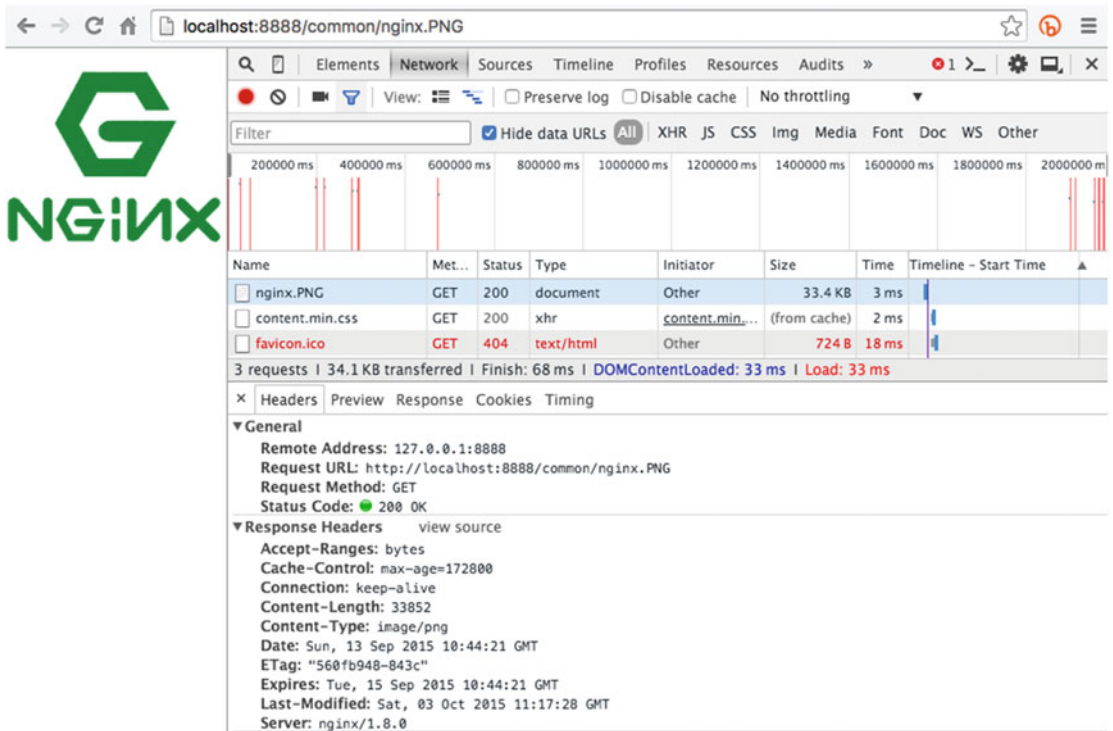 localhost:8888/common/nginx.PNG
NGiNX
Elements Network Sources Timeline Profiles Resources Audits » 1
View: Preserve log Disable cache No throttling
Filter Hide data URLs All XHR JS CSS Img Media Font Doc WS Other
200000 ms 400000 ms 600000 ms 800000 ms 1000000 ms 1200000 ms 1400000 ms 1600000 ms 1800000 ms 2000000 m
Name Met... Status Type Initiator Size Time Timeline – Start Time
nginx.PNG GET 200 document Other 33.4 KB 3 ms
content.min.css GET 200 xhr content.min.... (from cache) 2 ms
favicon.ico GET 404 text/html Other 724 B 18 ms
3 requests | 34.1 KB transferred | Finish: 68 ms | DOMContentLoaded: 33 ms | Load: 33 ms
× Headers Preview Response Cookies Timing
▼General
Remote Address: 127.0.0.1:8888
Request URL: http://localhost:8888/common/nginx.PNG
Request Method: GET
Status Code: 200 OK
▼Response Headers view source
Accept-Ranges: bytes
Cache-Control: max-age=172800
Connection: keep-alive
Content-Length: 33852
Content-Type: image/png
Date: Sun, 13 Sep 2015 10:44:21 GMT
ETag: "560fb948-843c"
Expires: Tue, 15 Sep 2015 10:44:21 GMT
Last-Modified: Sat, 03 Oct 2015 11:17:28 GMT
Server: nginx/1.8.0